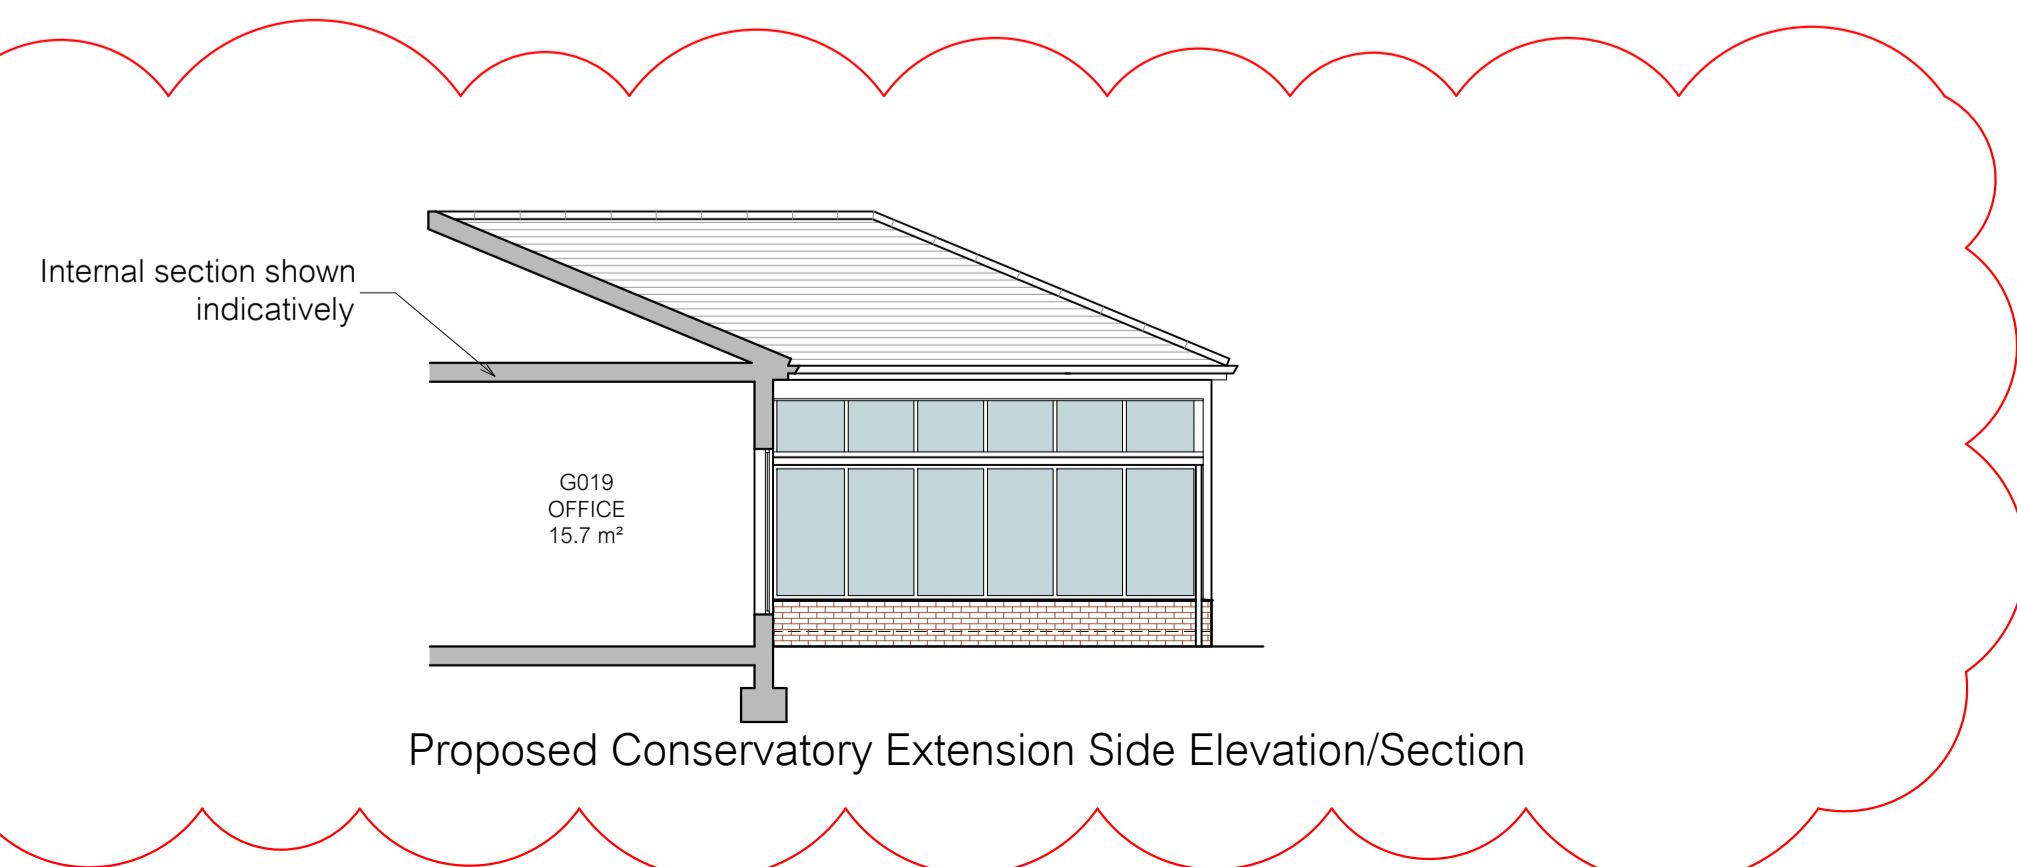 Internal section shown
indicatively
G019
OFFICE
15.7 m²
Proposed Conservatory Extension Side Elevation/Section